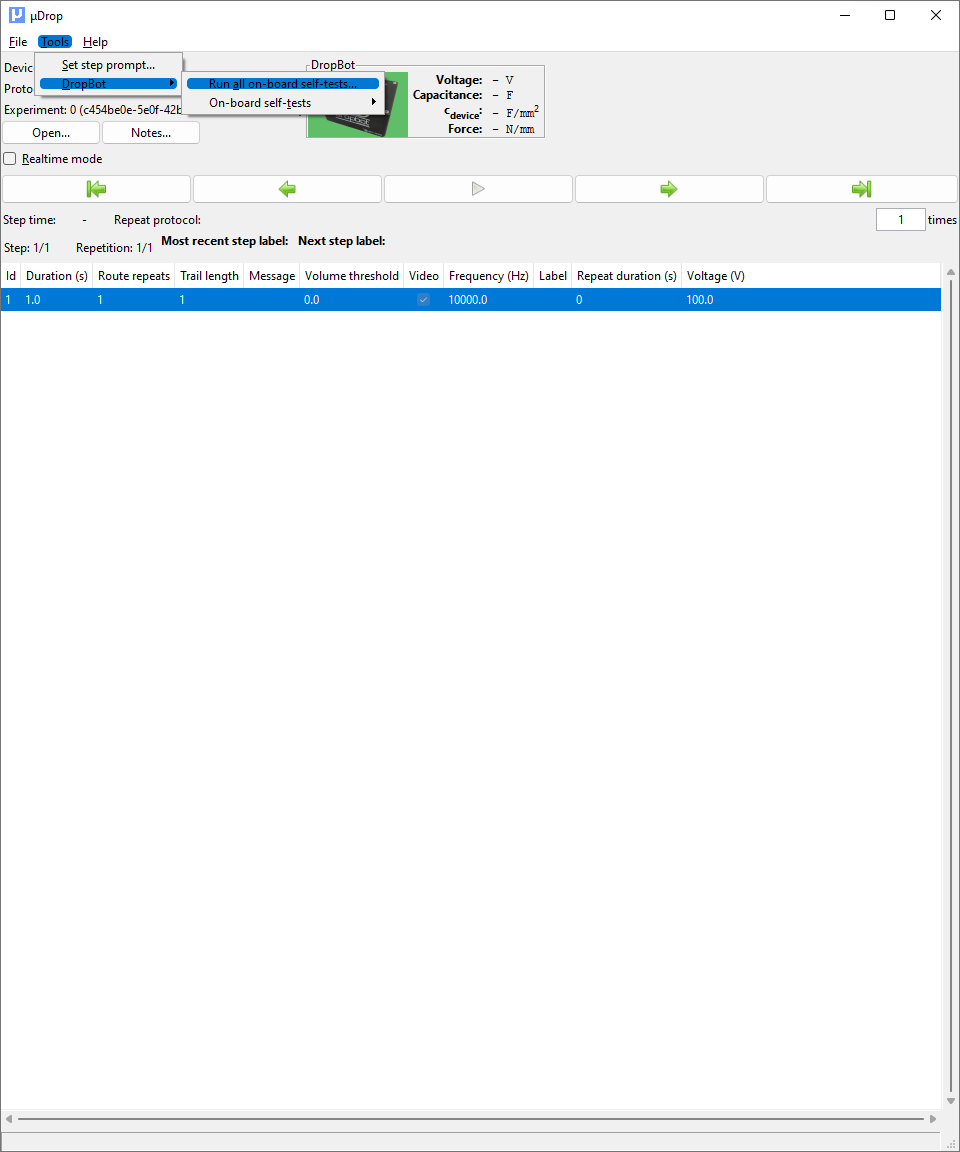 μDrop
File Tools Help
Set step prompt...
DropBot
Run all on-board self-tests...
On-board self-tests
Devic
Proto
Experiment: 0 (c454be0e-5e0f-42b
Open... Notes...
DropBot
Voltage: - V
Capacitance: - F
cdevice: - F/mm2
Force: - N/mm
Realtime mode
Step time: - Repeat protocol: 1 times
Step: 1/1 Repetition: 1/1 Most recent step label: Next step label:
Id Duration (s) Route repeats Trail length Message Volume threshold Video Frequency (Hz) Label Repeat duration (s) Voltage (V)
1 1.0 1 1 0.0 10000.0 0 100.0